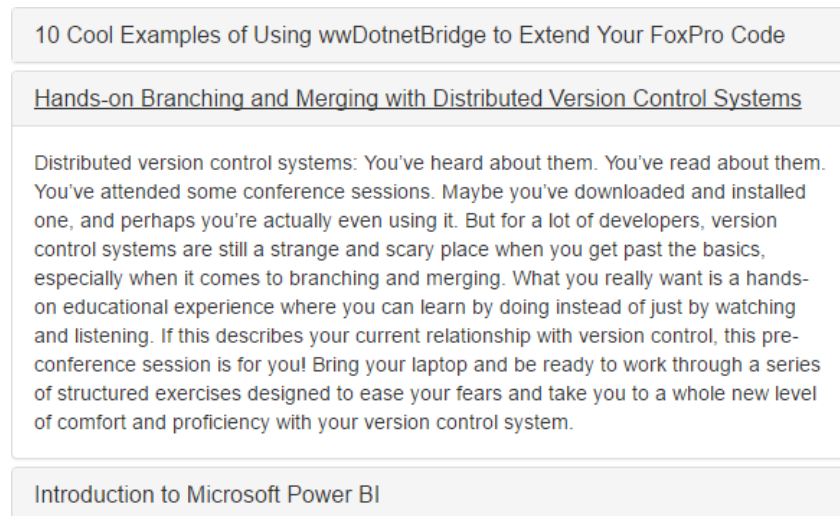 10 Cool Examples of Using wwDotnetBridge to Extend Your FoxPro Code
Hands-on Branching and Merging with Distributed Version Control Systems
Distributed version control systems: You’ve heard about them. You’ve read about them.
You’ve attended some conference sessions. Maybe you’ve downloaded and installed
one, and perhaps you’re actually even using it. But for a lot of developers, version
control systems are still a strange and scary place when you get past the basics,
especially when it comes to branching and merging. What you really want is a hands-
on educational experience where you can learn by doing instead of just by watching
and listening. If this describes your current relationship with version control, this pre-
conference session is for you! Bring your laptop and be ready to work through a series
of structured exercises designed to ease your fears and take you to a whole new level
of comfort and proficiency with your version control system.
Introduction to Microsoft Power BI